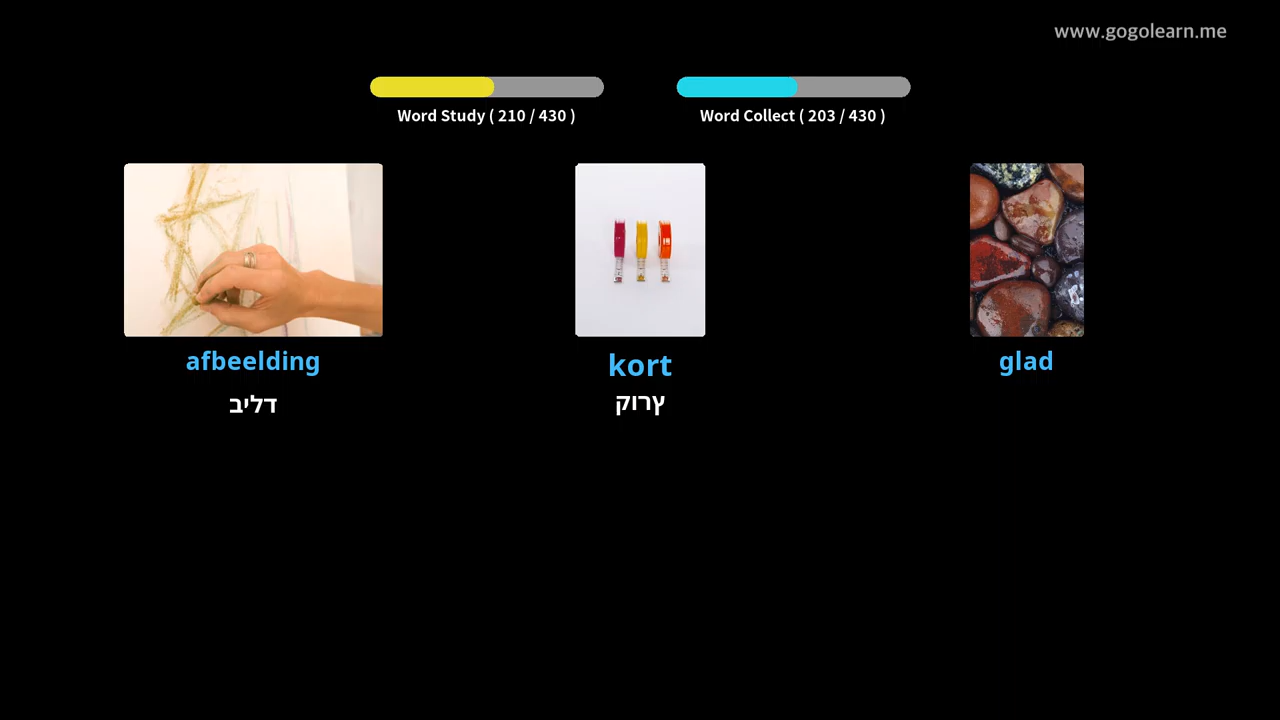 www.gogolearn.me
Word Study ( 210 / 430 )
Word Collect ( 203 / 430 )
afbeelding
kort
glad
דליב
ץרוק